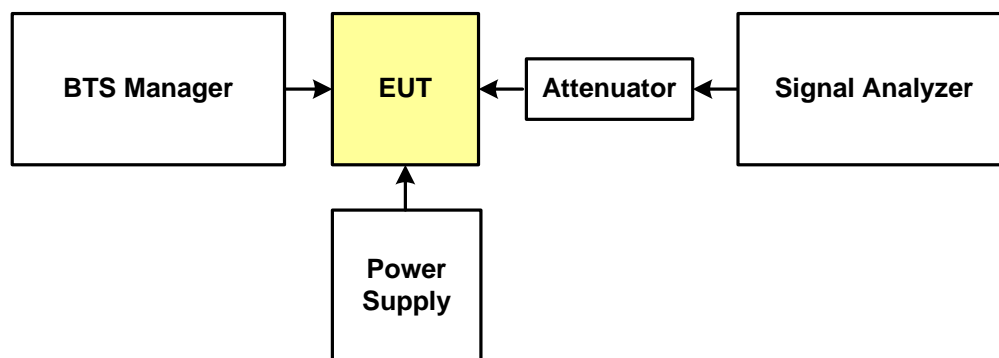 BTS Manager
EUT
Attenuator
Signal Analyzer
Power
Supply